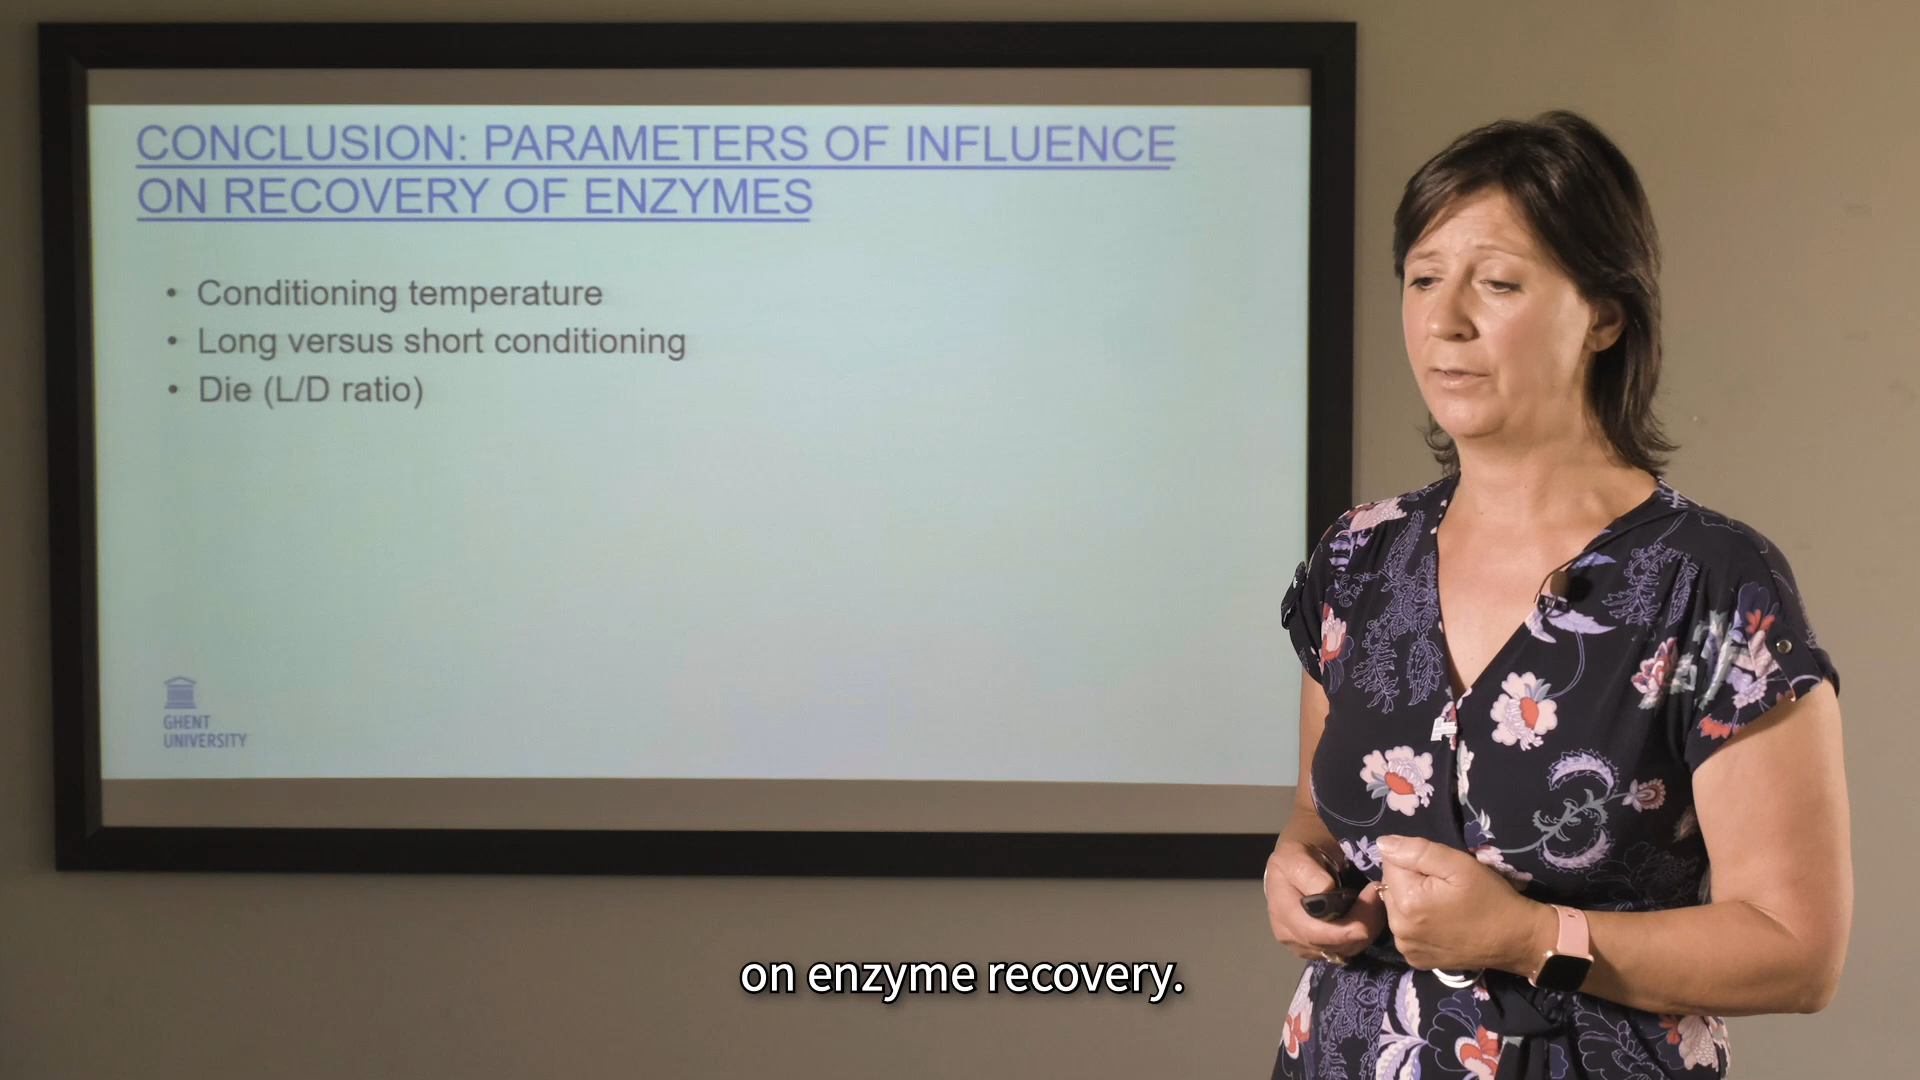 CONCLUSION: PARAMETERS OF INFLUENCE
ON RECOVERY OF ENZYMES
• Conditioning temperature
• Long versus short conditioning
• Die (L/D ratio)
GHENT
UNIVERSITY
on enzyme recovery.